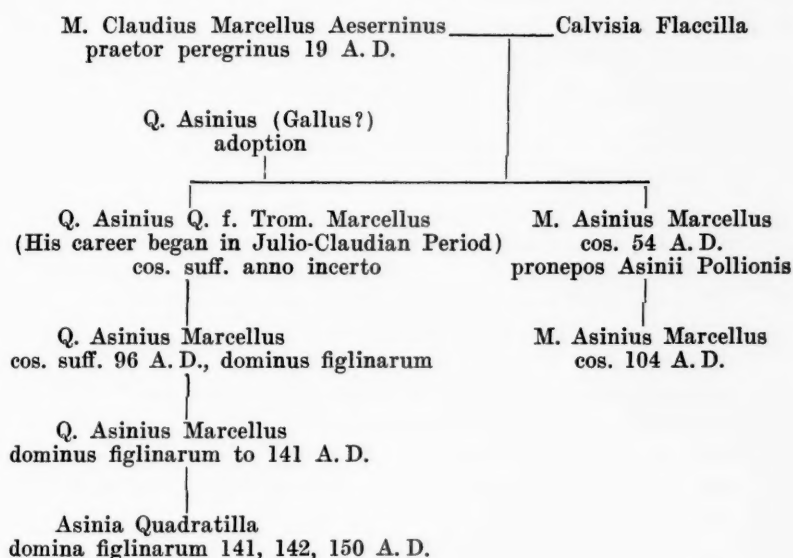 M. Claudius Marcellus Aeserninus Calvisia Flaccilla
praetor peregrinus 19 A. D.
Q. Asinius (Gallus?)
adoption
Q. Asinius Q. f. Trom. Marcellus M. Asinius Marcellus
(His career began in Julio-Claudian Period) cos. 54 A. D.
cos. suff. anno incerto pronepos Asinii Pollionis
Q. Asinius Marcellus M. Asinius Marcellus
cos. suff. 96 A. D., dominus figlinarum cos. 104 A. D.
Q. Asinius Marcellus
dominus figlinarum to 141 A. D.
Asinia Quadratilla
domina figlinarum 141, 142, 150 A. D.